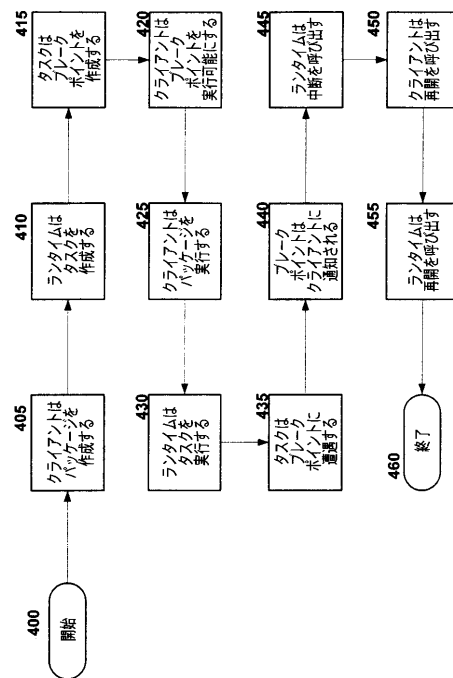 400
開始
405
クライアントは
パッケージを
作成する
410
ランタイムは
タスクを
作成する
415
タスクは
ブレーク
ポイントを
作成する
420
クライアントは
ブレーク
ポイントを
実行可能にする
425
クライアントは
パッケージを
実行する
430
ランタイムは
タスクを
実行する
435
タスクは
ブレーク
ポイントに
遭遇する
440
ブレーク
ポイントは
クライアントに
通知される
445
ランタイムは
中断を呼び出す
450
クライアントは
再開を呼び出す
455
ランタイムは
再開を呼び出す
460
終了